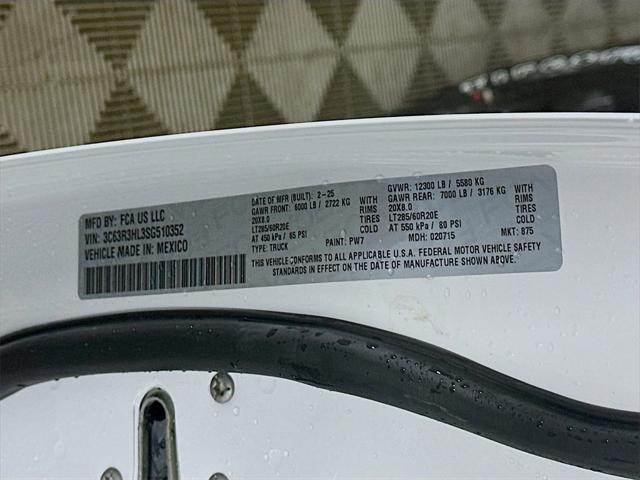 MFD BY: FCA US LLC
VIN: 3C63R3HL3SG510352
VEHICLE MADE IN: MEXICO
DATE OF MFR (BUILT): 2-25
GAWR FRONT: 6000 LB / 2722 KG WITH
20X8.0 TIRES
LT285/60R20E RIMS
AT 450 kPa / 65 PSI COLD
TYPE: TRUCK PAINT: PW7
GVWR: 12300 LB / 5580 KG
GAWR REAR: 7000 LB / 3176 KG WITH
20X8.0 TIRES
LT285/60R20E RIMS
AT 550 kPa / 80 PSI COLD
MDH: 020715 MKT: 875
THIS VEHICLE CONFORMS TO ALL APPLICABLE U.S.A. FEDERAL MOTOR VEHICLE SAFETY
STANDARDS IN EFFECT ON THE DATE OF MANUFACTURE SHOWN ABOVE.